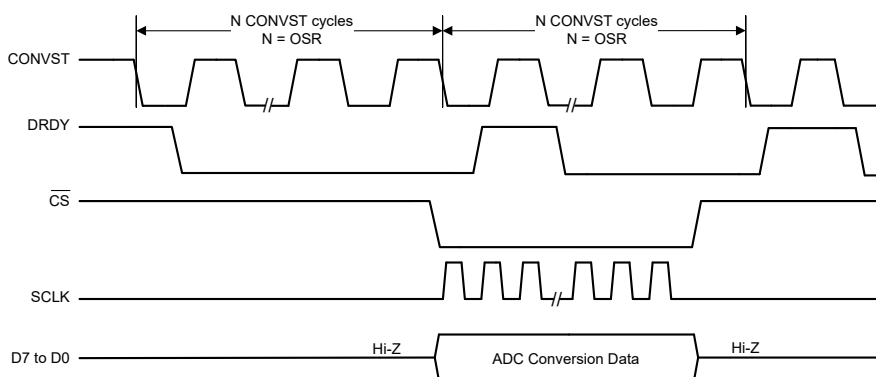 N CONVST cycles
N = OSR
N CONVST cycles
N = OSR
CONVST
DRDY
CS
SCLK
D7 to D0
Hi-Z
ADC Conversion Data
Hi-Z